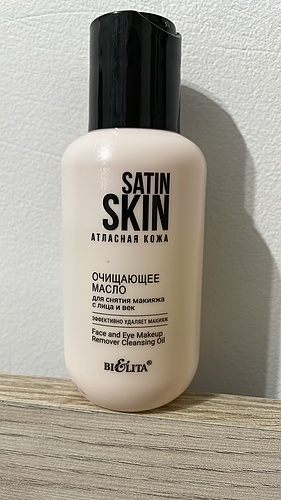 SATIN
SKIN
АТЛАСНАЯ КОЖА
ОЧИЩАЮЩЕЕ
МАСЛО
для снятия макияжа
с лица и век
ЭФФЕКТИВНО УДАЛЯЕТ МАКИЯЖ
Face and Eye Makeup
Remover Cleansing Oil
BIELITA®